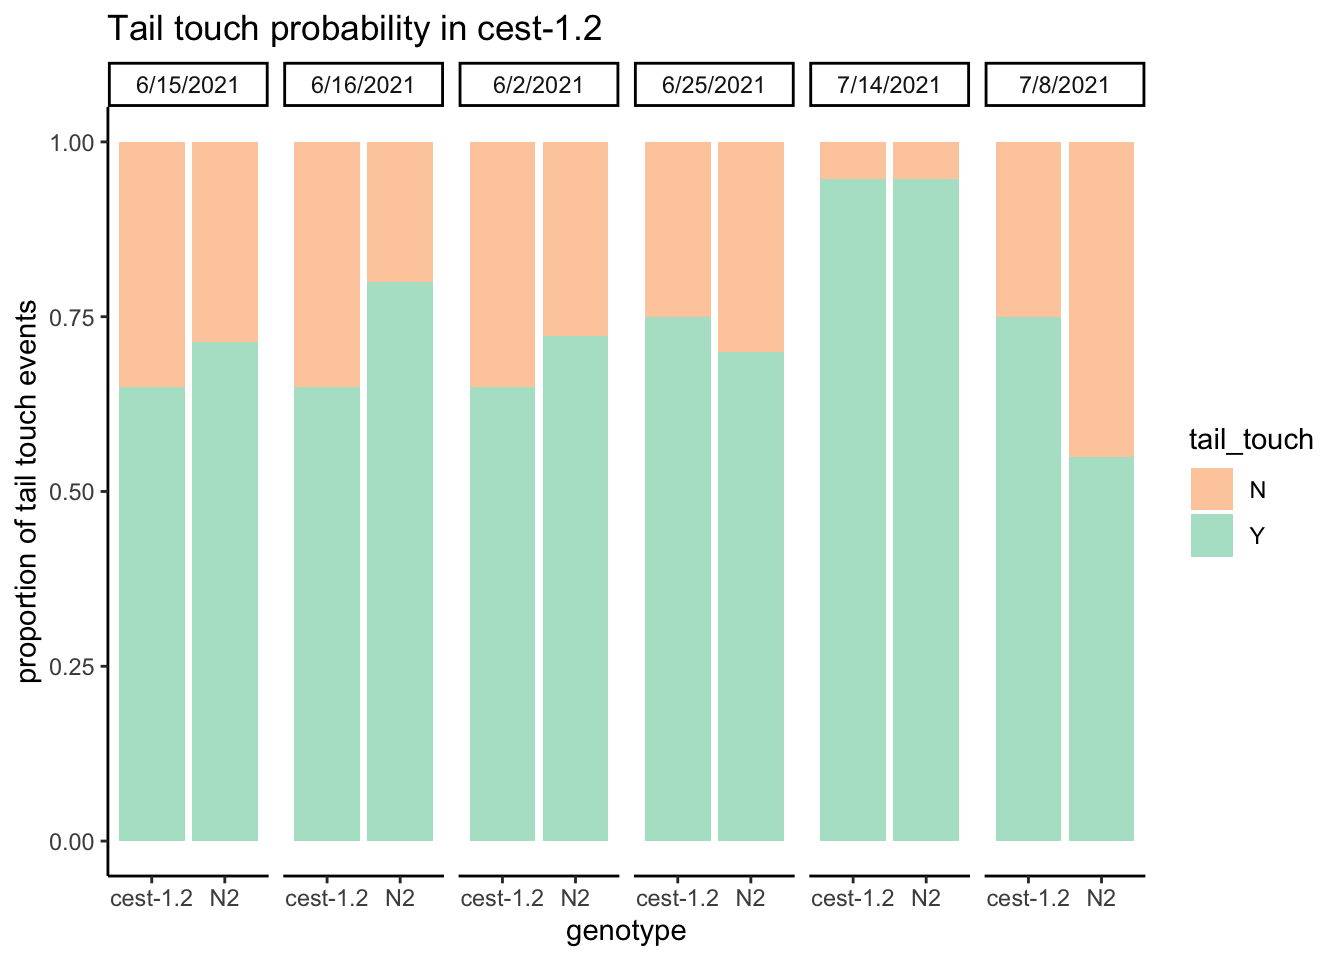 Tail touch probability in cest-1.2
6/15/2021 6/16/2021 6/2/2021 6/25/2021 7/14/2021 7/8/2021
1.00
0.75
0.50
0.25
0.00
proportion of tail touch events
cest-1.2 N2 cest-1.2 N2 cest-1.2 N2 cest-1.2 N2 cest-1.2 N2 cest-1.2 N2
genotype
tail_touch
N
Y